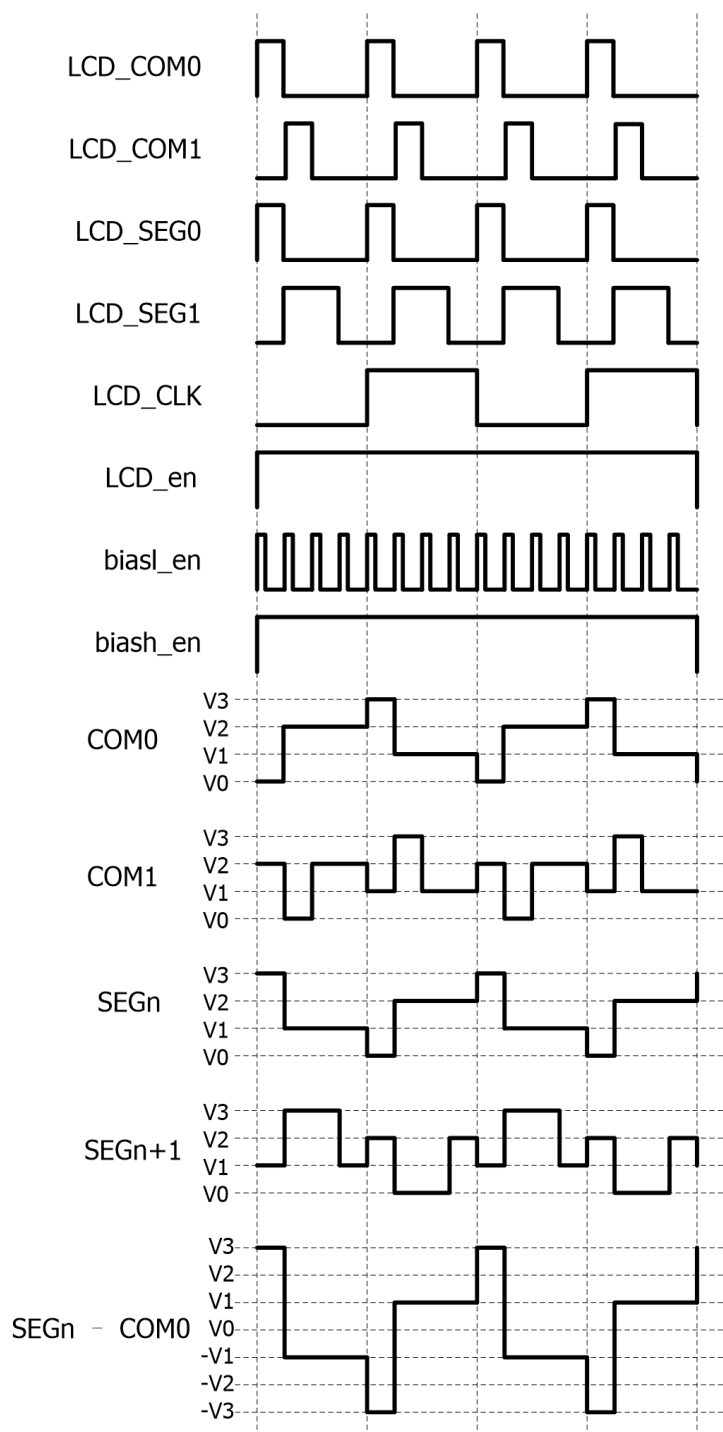 LCD_COM0
LCD_COM1
LCD_SEG0
LCD_SEG1
LCD_CLK
LCD_en
biasl_en
biash_en
V3
V2
COM0
V1
V0
V3
V2
COM1
V1
V0
V3
V2
SEGn
V1
V0
V3
V2
SEGn+1
V1
V0
V3
V2
V1
SEGn - COM0 V0
-V1
-V2
-V3